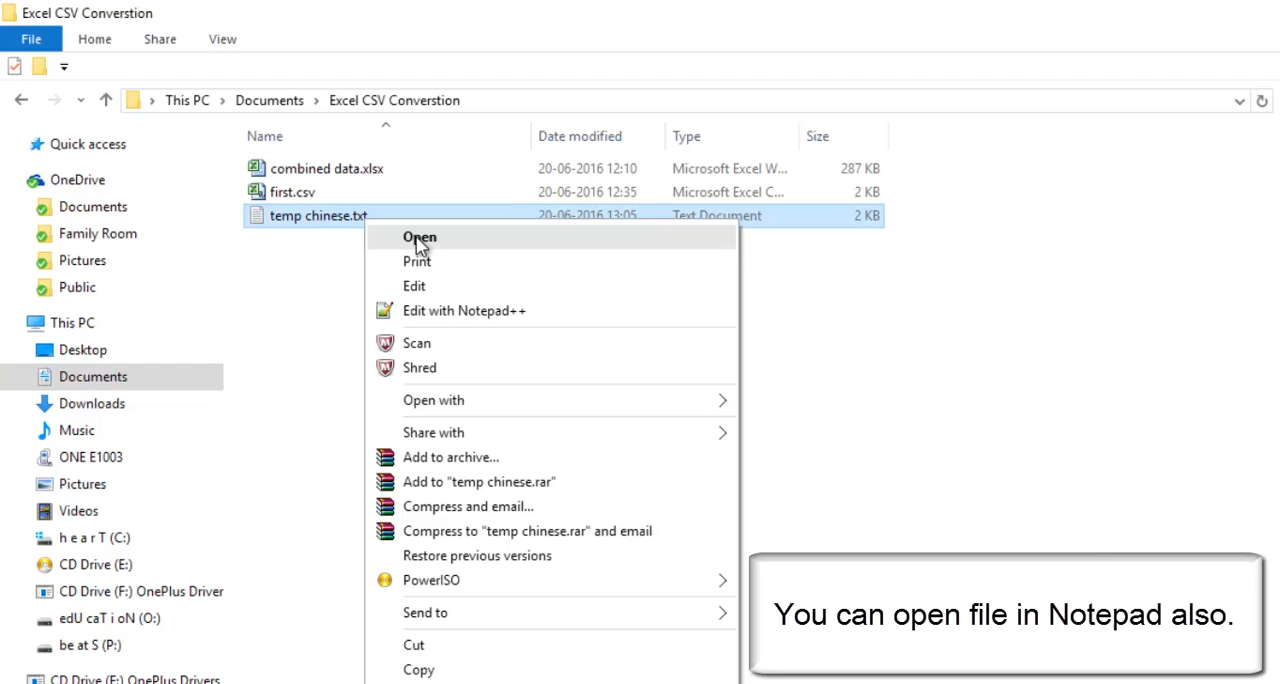 Excel CSV Converstion
File Home Share View
This PC Documents Excel CSV Converstion
Name Date modified Type Size
combined data.xlsx 20-06-2016 12:10 Microsoft Excel W... 287 KB
first.csv 20-06-2016 12:35 Microsoft Excel C... 2 KB
temp chinese.txt 20-06-2016 13:05 Text Document 2 KB
Quick access
OneDrive
Documents
Family Room
Pictures
Public
This PC
Desktop
Documents
Downloads
Music
ONE E1003
Pictures
Videos
h e a r T (C:)
CD Drive (E:)
CD Drive (F:) OnePlus Driver
edU caT i oN (O:)
be at S (P:)
CD Drive (F:) OnePlus Drivers
Open
Print
Edit
Edit with Notepad++
Scan
Shred
Open with
Share with
Add to archive...
Add to "temp chinese.rar"
Compress and email...
Compress to "temp chinese.rar" and email
Restore previous versions
PowerISO
Send to
Cut
Copy
You can open file in Notepad also.